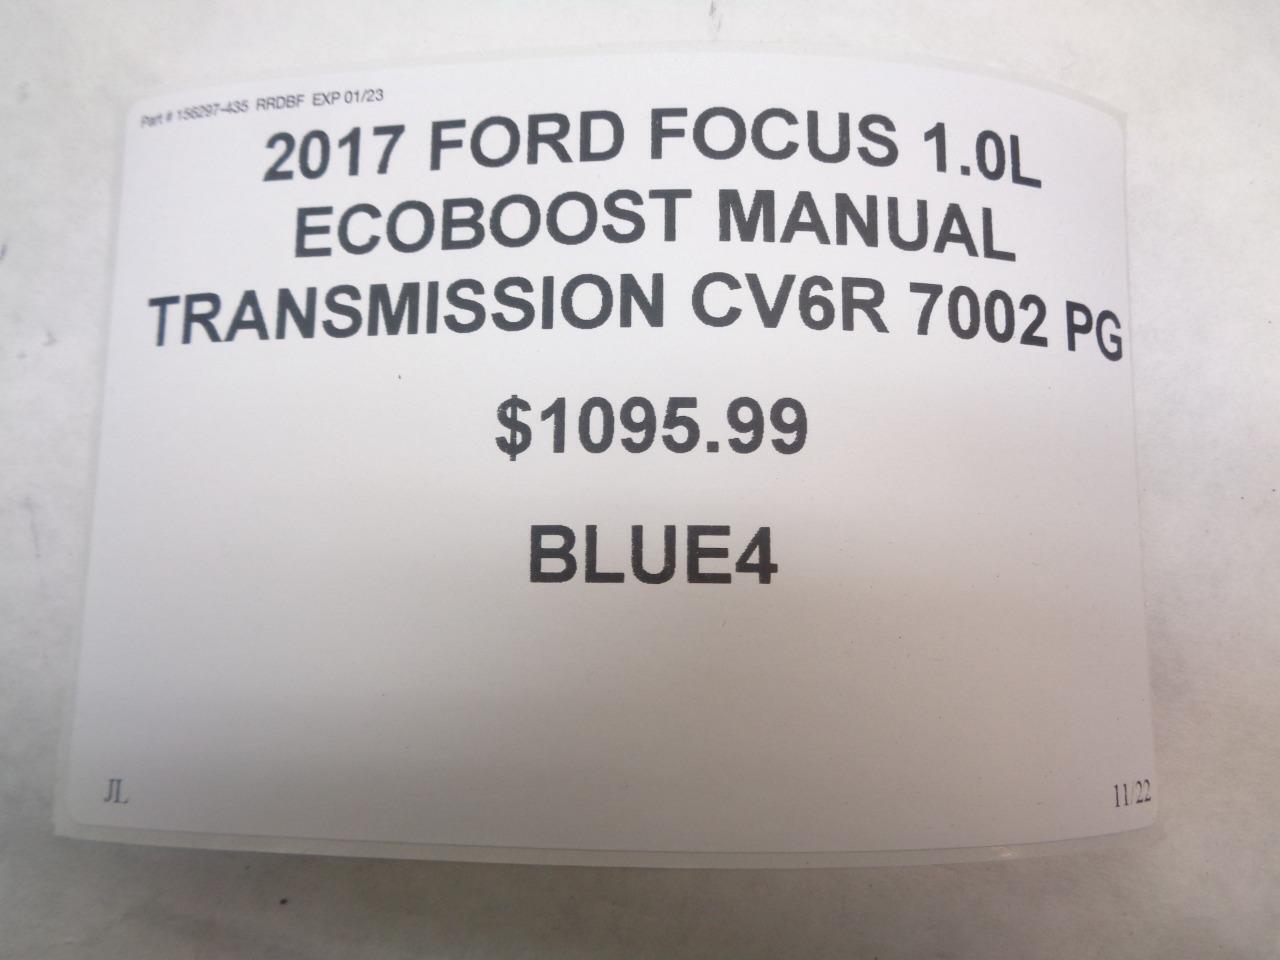 Part # 156297-435 RRDBF EXP 01/23
2017 FORD FOCUS 1.0L
ECOBOOST MANUAL
TRANSMISSION CV6R 7002 PG
$1095.99
BLUE4
JL
11/22